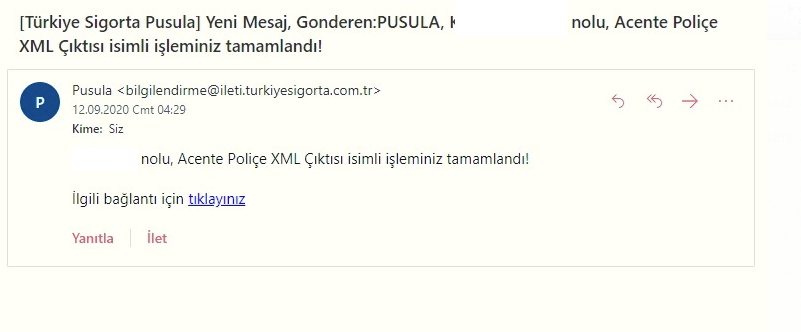 [Türkiye Sigorta Pusula] Yeni Mesaj, Gonderen:PUSULA, K nolu, Acente Poliçe
XML Çıktısı isimli işleminiz tamamlandı!
P
Pusula <bilgilendirme@ileti.turkiyesigorta.com.tr>
12.09.2020 Cmt 04:29
Kime: Siz
nolu, Acente Poliçe XML Çıktısı isimli işleminiz tamamlandı!
İlgili bağlantı için tıklayınız
Yanıtla İlet